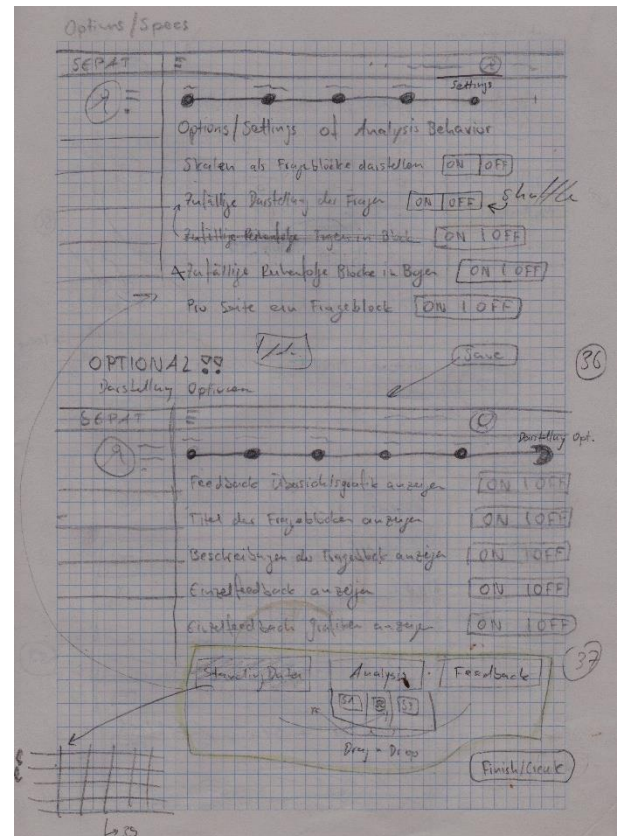 Options/Specs
SEPAT
Settings
Options/Settings of Analysis Behavior
Skalen als Frageblöcke darstellen ON OFF
Zufällige Darstellung der Fragen ON OFF Shuffle
Zufällige Reihenfolge Fragen in Block ON OFF
Zufällige Reihenfolge Blöcke in Bogen ON OFF
Pro Seite ein Frageblock ON OFF
OPTIONAL
Save
36
Darstellung Optionen
SEPAT
Darstellung Opt.
Feedback Übersichtsgrafik anzeigen ON OFF
Titel der Frageblöcken anzeigen ON OFF
Beschreibungen der Frageblock anzeigen ON OFF
Einzelfeedback anzeigen ON OFF
Einzelfeedback Grafiken anzeigen ON OFF
37
Analysis Feedback
Drag n Drop
Finish/Create